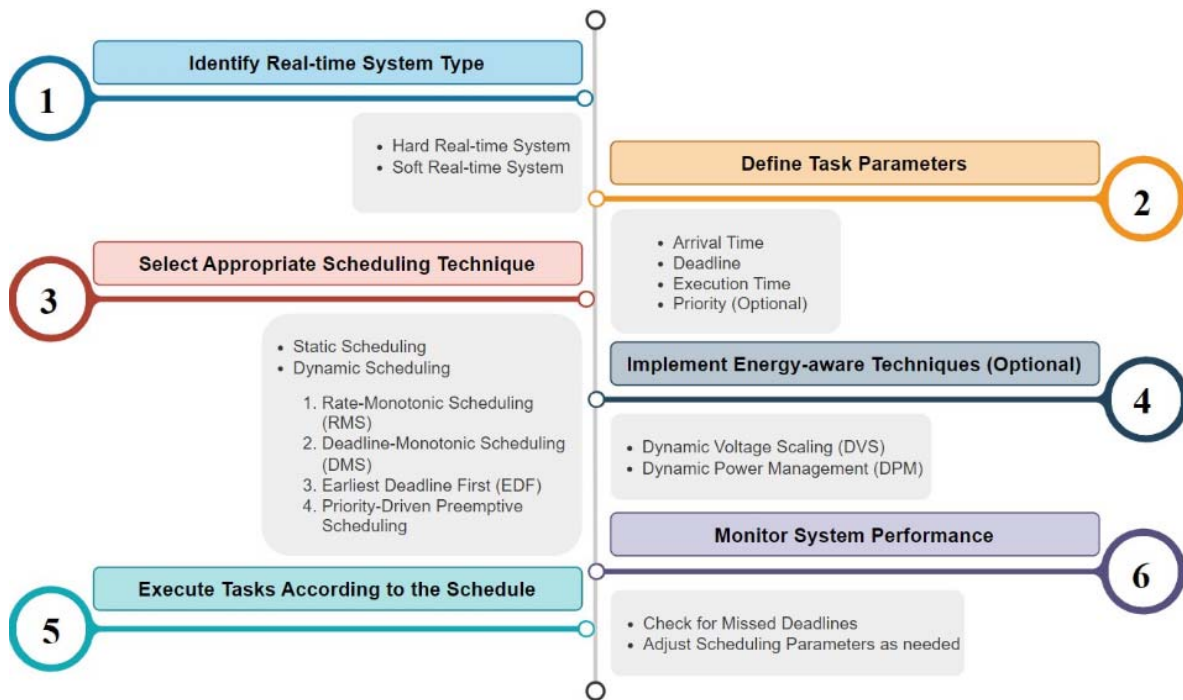 1
Identify Real-time System Type
• Hard Real-time System
• Soft Real-time System
2
Define Task Parameters
• Arrival Time
• Deadline
• Execution Time
• Priority (Optional)
3
Select Appropriate Scheduling Technique
• Static Scheduling
• Dynamic Scheduling
1. Rate-Monotonic Scheduling
(RMS)
2. Deadline-Monotonic Scheduling
(DMS)
3. Earliest Deadline First (EDF)
4. Priority-Driven Preemptive
Scheduling
4
Implement Energy-aware Techniques (Optional)
• Dynamic Voltage Scaling (DVS)
• Dynamic Power Management (DPM)
5
Execute Tasks According to the Schedule
6
Monitor System Performance
• Check for Missed Deadlines
• Adjust Scheduling Parameters as needed